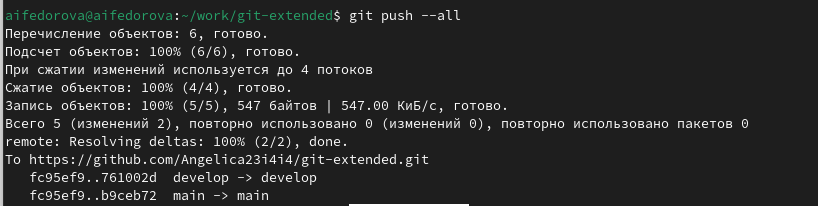 aifedorova@aifedorova:~/work/git-extended$ git push --all
Перечисление объектов: 6, готово.
Подсчет объектов: 100% (6/6), готово.
При сжатии изменений используется до 4 потоков
Сжатие объектов: 100% (4/4), готово.
Запись объектов: 100% (5/5), 547 байтов | 547.00 КиБ/с, готово.
Всего 5 (изменений 2), повторно использовано 0 (изменений 0), повторно использовано пакетов 0
remote: Resolving deltas: 100% (2/2), done.
To https://github.com/Angelica23i4i4/git-extended.git
   fc95ef9..761002d  develop -> develop
   fc95ef9..b9ceb72  main -> main